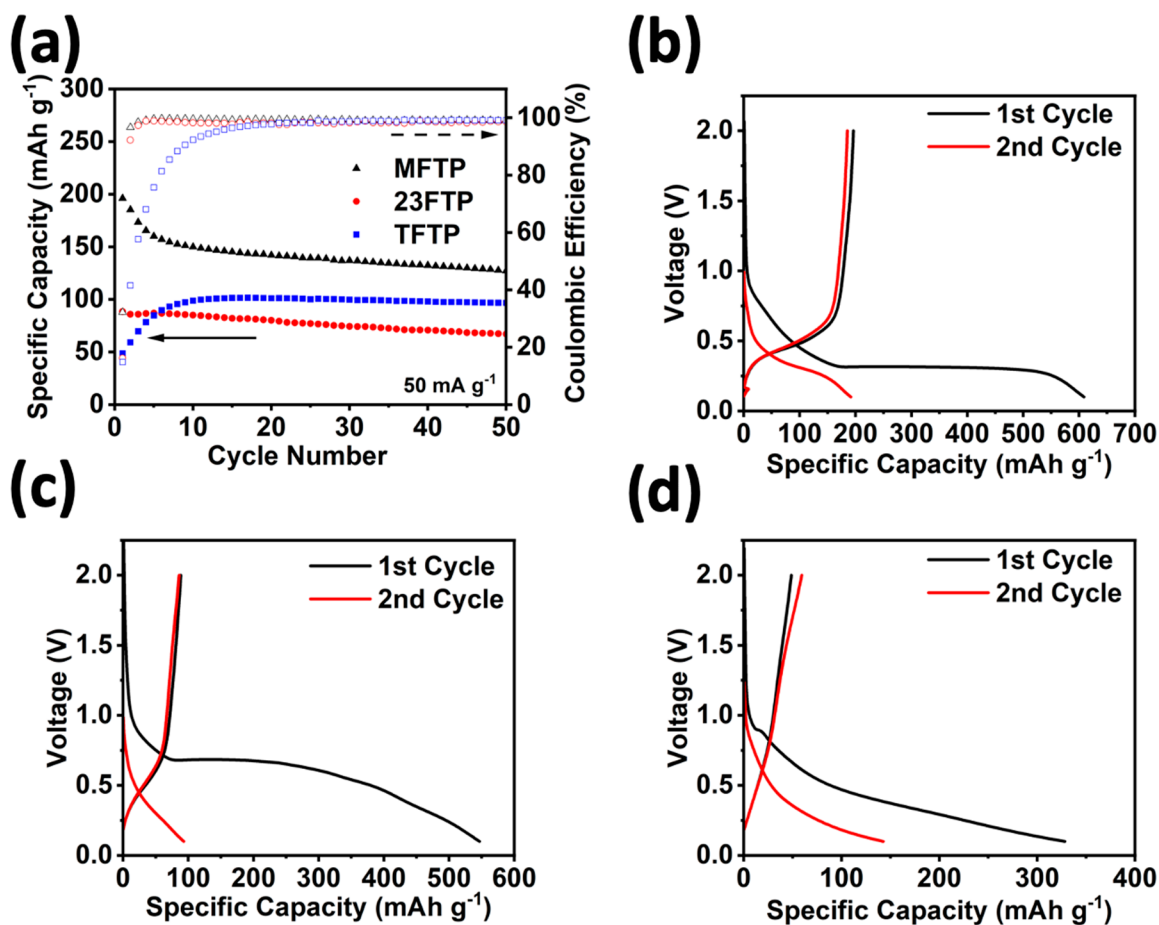 (a)
300
250
200
150
100
50
0
Specific Capacity (mAh g-1)
0 10 20 30 40 50
Cycle Number
100
80
60
40
20
0
Coulombic Efficiency (%)
MFTP
23FTP
TFTP
50 mA g-1
(b)
1st Cycle
2nd Cycle
2.0
1.5
1.0
0.5
0.0
Voltage (V)
0 100 200 300 400 500 600 700
Specific Capacity (mAh g-1)
(c)
1st Cycle
2nd Cycle
2.0
1.5
1.0
0.5
0.0
Voltage (V)
0 100 200 300 400 500 600
Specific Capacity (mAh g-1)
(d)
1st Cycle
2nd Cycle
2.0
1.5
1.0
0.5
0.0
Voltage (V)
0 100 200 300 400
Specific Capacity (mAh g-1)